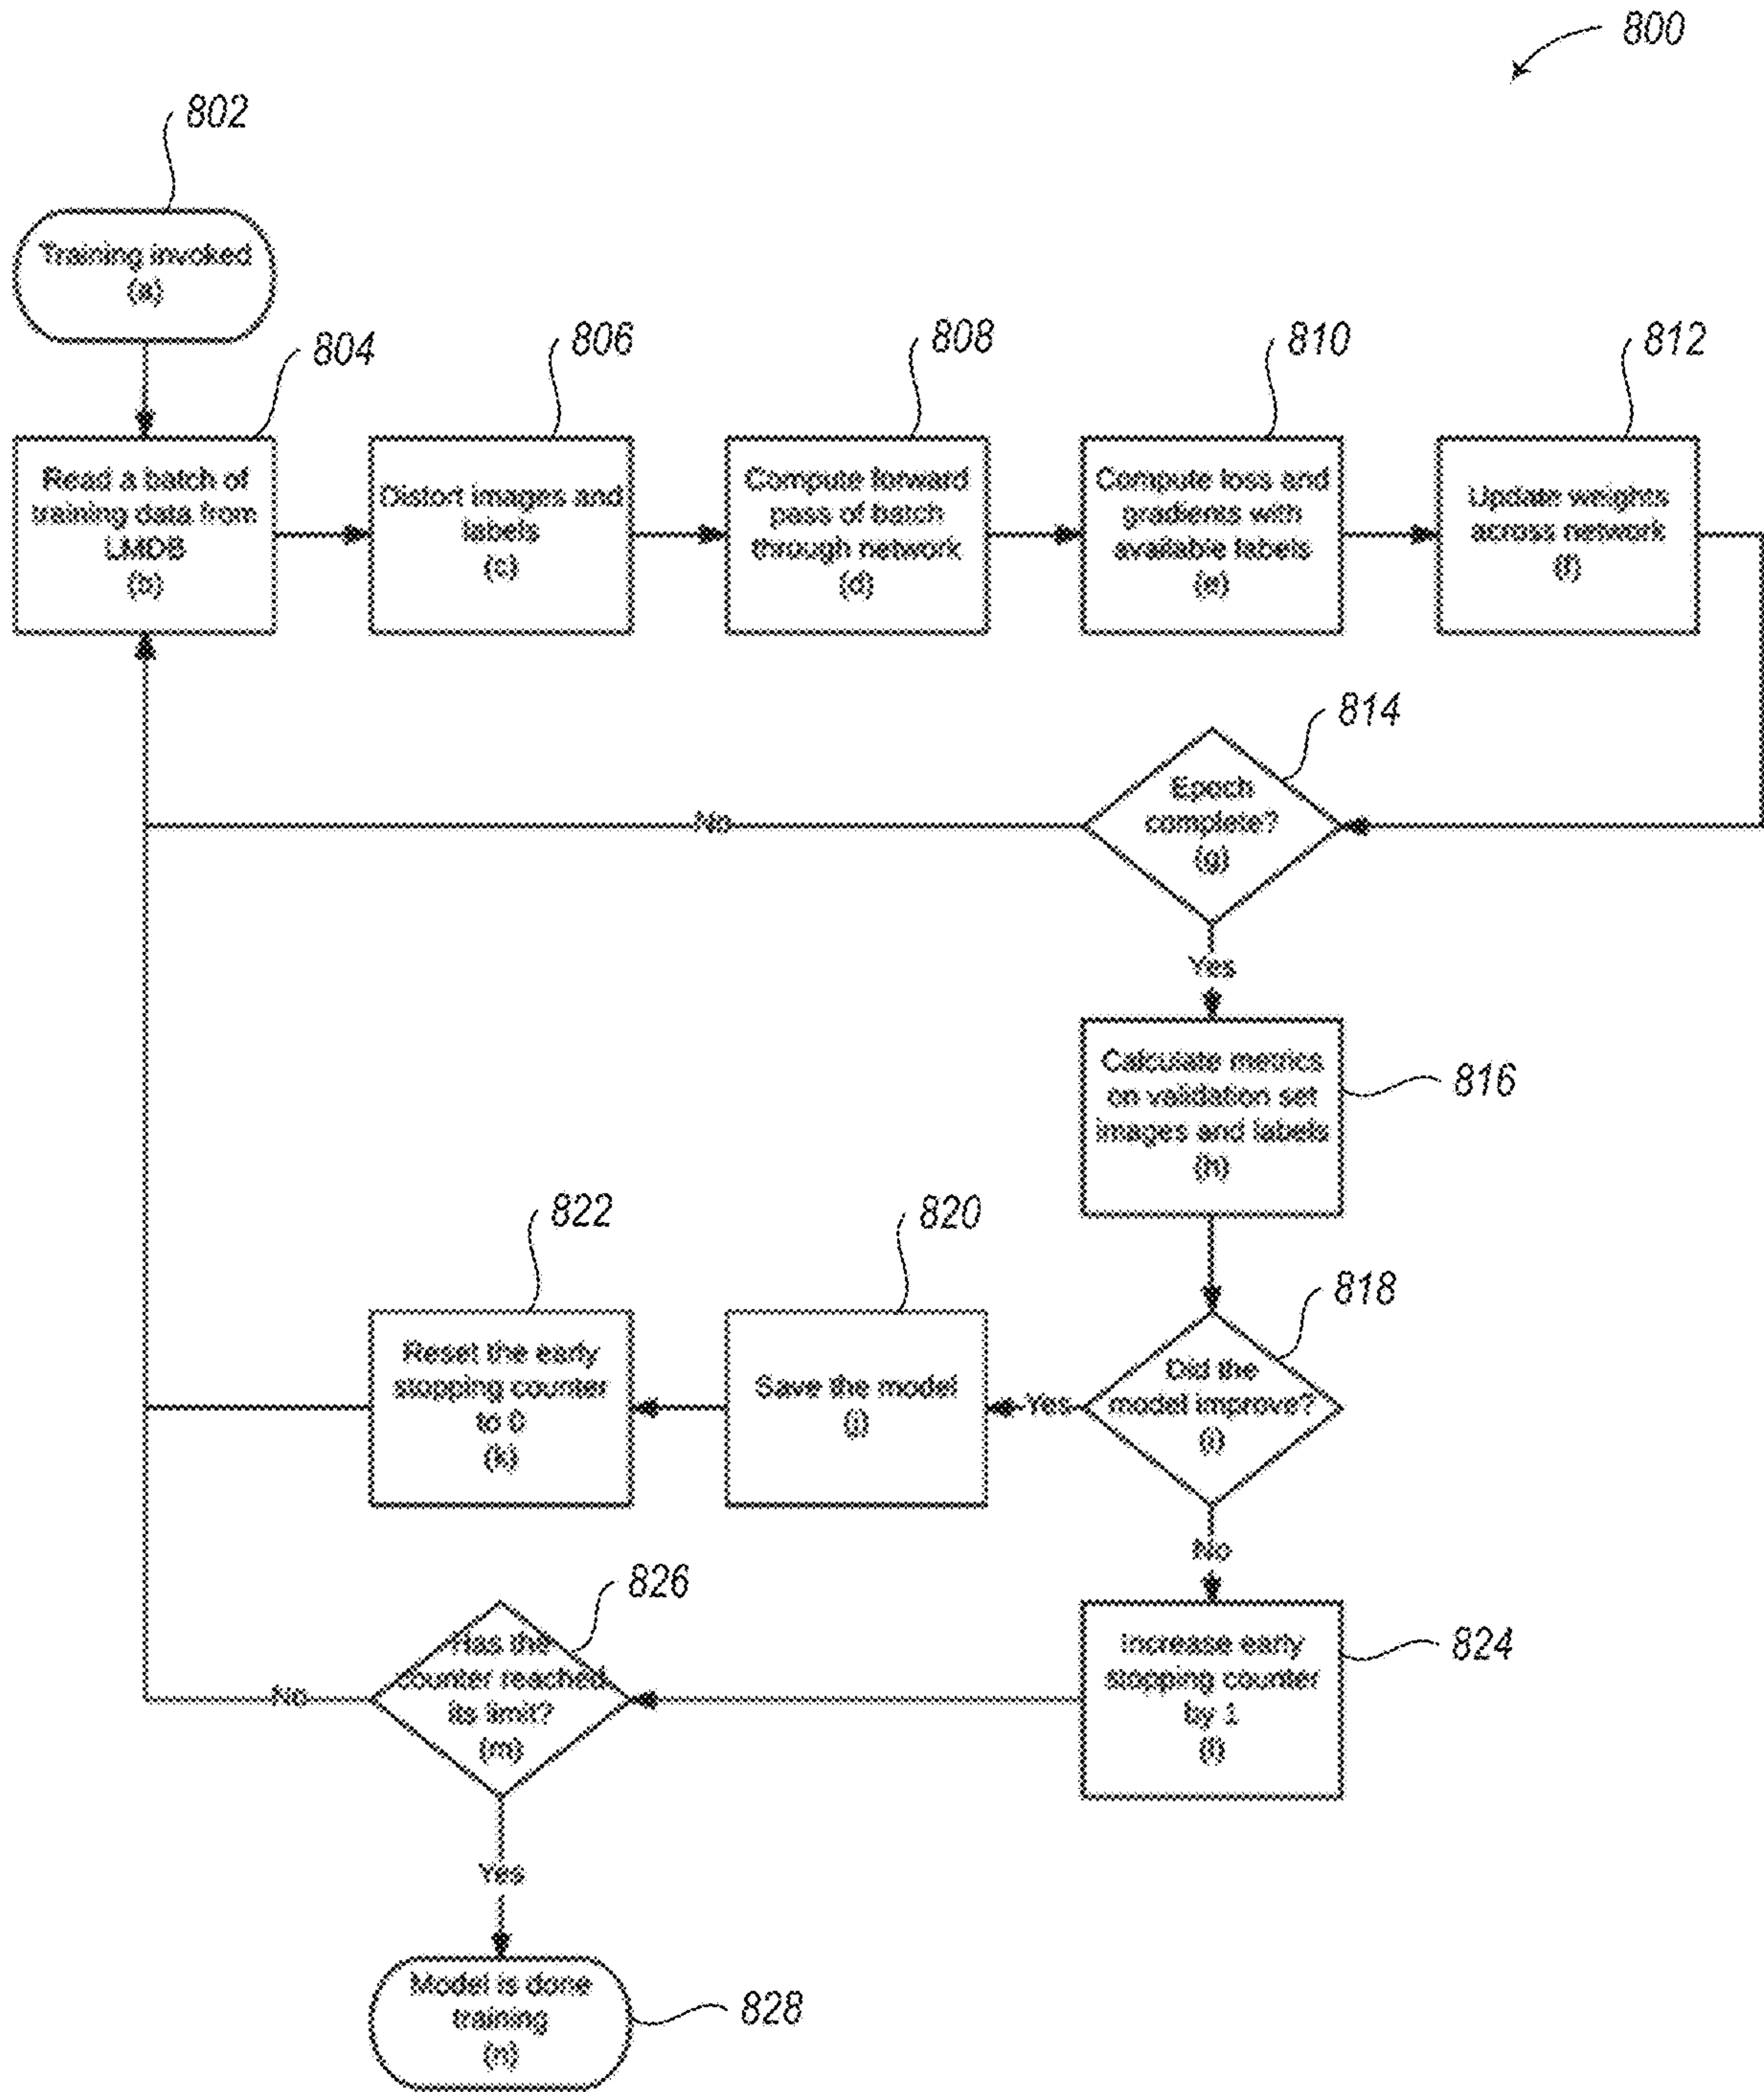 800
802
Training invoked
(a)
804
806
808
810
812
Read a batch of
training data from
LMDB
(b)
Distort images and
labels
(c)
Compute forward
pass of batch
through network
(d)
Compute loss and
gradients with
available labels
(e)
Update weights
across network
(f)
814
Epoch
complete?
(g)
No
Yes
Calculate metrics
on validation set
images and labels
(h)
816
822
820
818
Reset the early
stopping counter
to 0
(k)
Save the model
(j)
Yes
Did the
model improve?
(i)
No
826
Has the
counter reached
its limit?
(m)
No
Increase early
stopping counter
by 1
(l)
824
Yes
Model is done
training
(n)
828